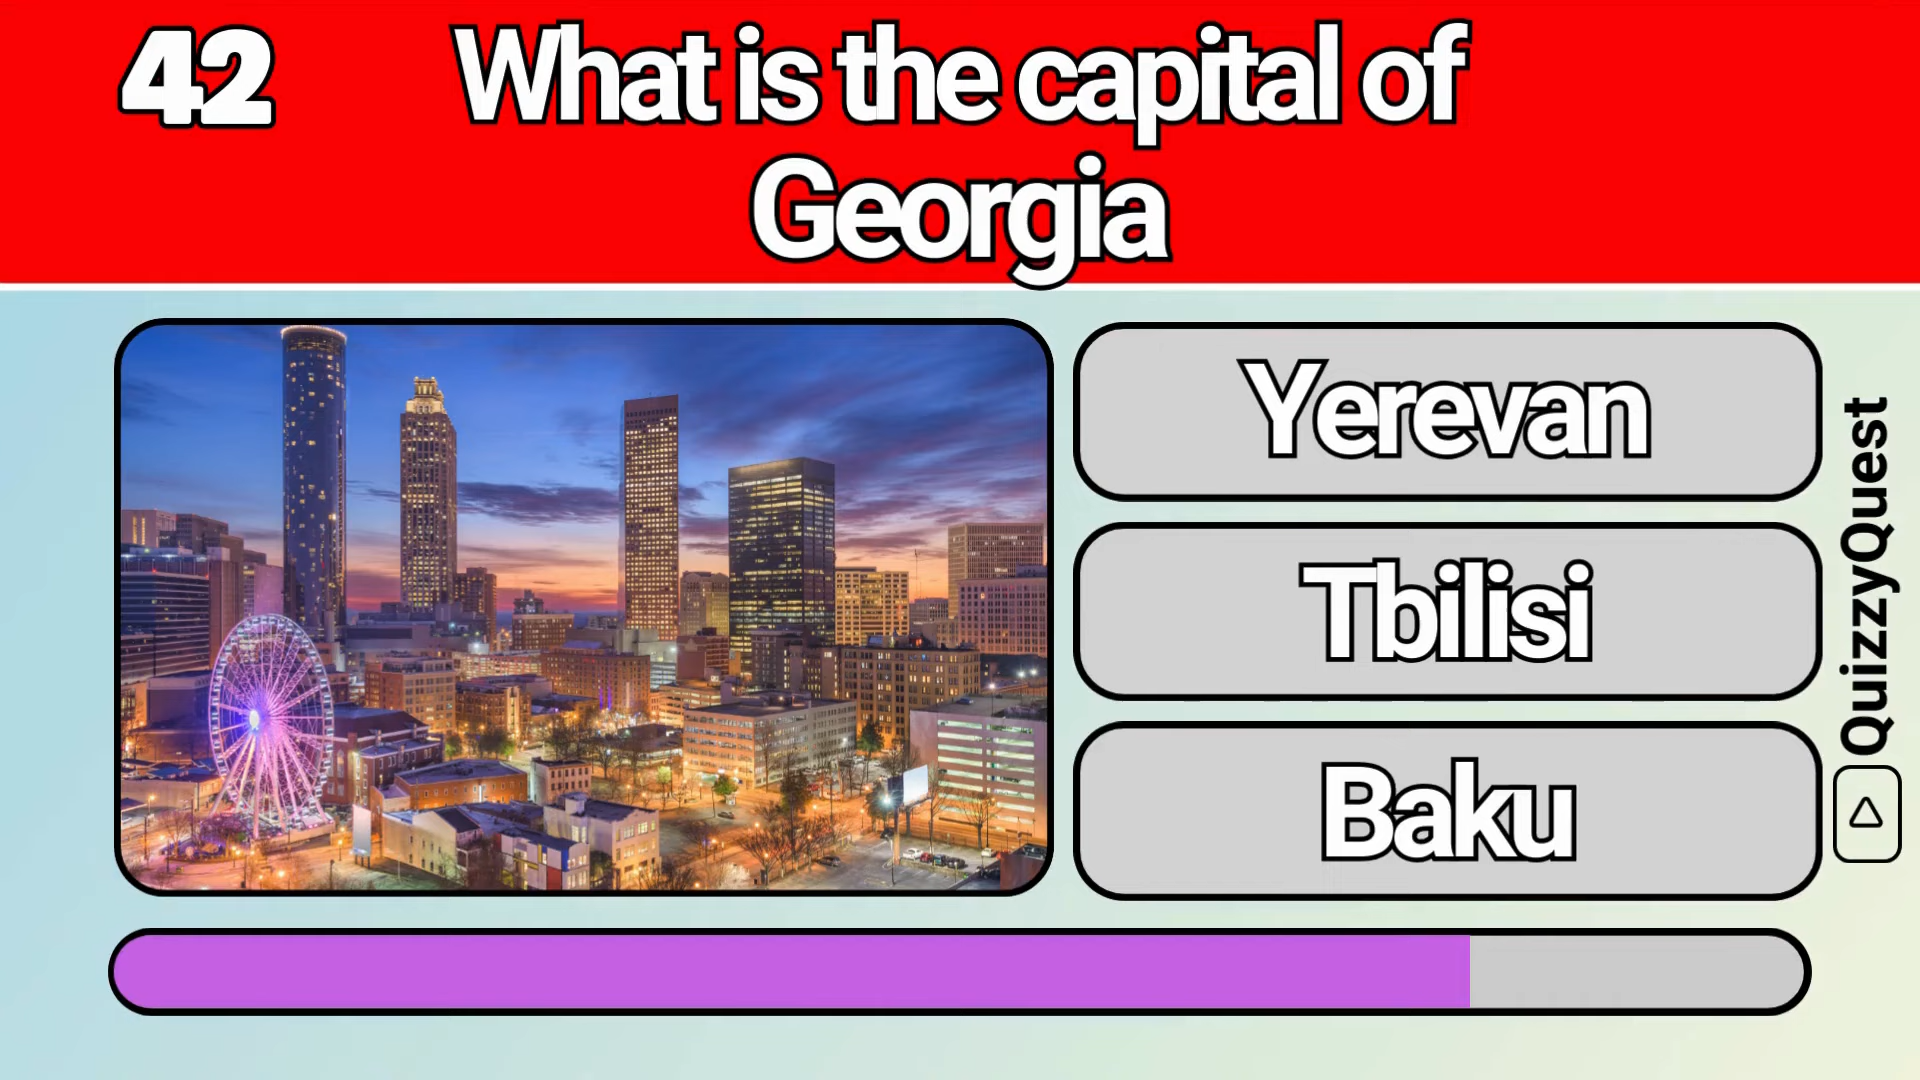 42
What is the capital of
Georgia
Yerevan
Tbilisi
Baku
QuizzyQuest